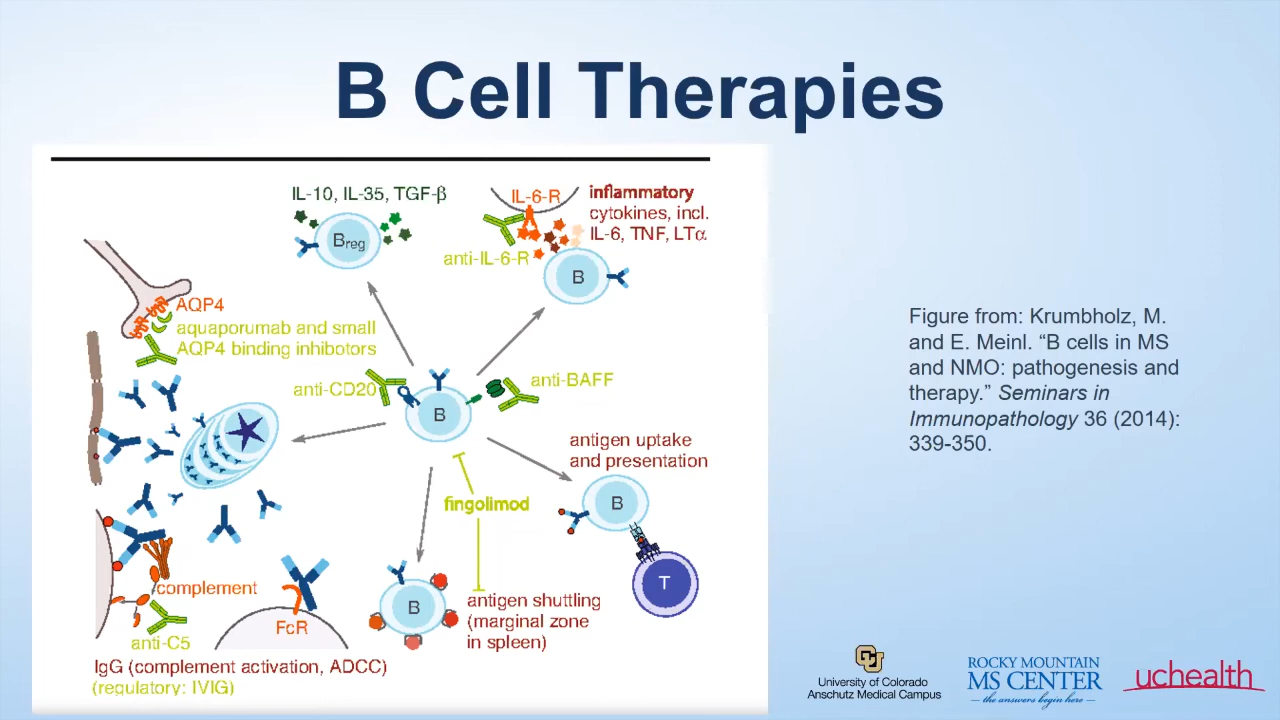 B Cell Therapies
IL-10, IL-35, TGF-β
Breg
IL-6-R
inflammatory
cytokines, incl.
IL-6, TNF, LTα
anti-IL-6-R
B
AQP4
aquaporumab and small
AQP4 binding inhibotors
anti-CD20
B
anti-BAFF
antigen uptake
and presentation
B
T
fingolimod
B
antigen shuttling
(marginal zone
in spleen)
complement
anti-C5
FcR
IgG (complement activation, ADCC)
(regulatory: IVIG)
Figure from: Krumbholz, M.
and E. Meinl. “B cells in MS
and NMO: pathogenesis and
therapy.” Seminars in
Immunopathology 36 (2014):
339-350.
CU
University of Colorado
Anschutz Medical Campus
ROCKY MOUNTAIN
MS CENTER
— the answers begin here —
uchealth